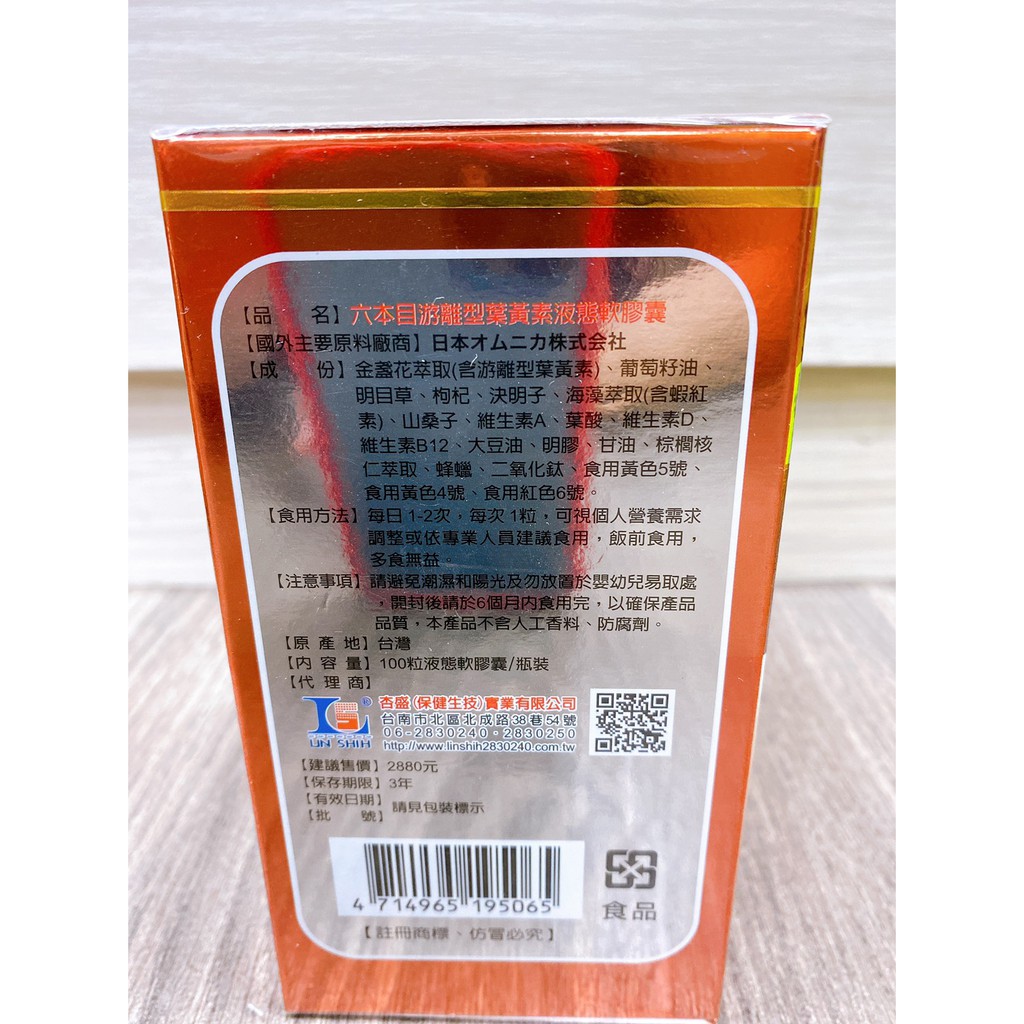 【品　名】六本目游離型葉黃素液態軟膠囊
【國外主要原料廠商】日本オムニカ株式会社
【成　份】金盞花萃取(含游離型葉黃素)、葡萄籽油、
明目草、枸杞、決明子、海藻萃取(含蝦紅
素)、山桑子、維生素A、葉酸、維生素D、
維生素B12、大豆油、明膠、甘油、棕櫚核
仁萃取、蜂蠟、二氧化鈦、食用黃色5號、
食用黃色4號、食用紅色6號。
【食用方法】每日1-2次，每次1粒，可視個人營養需求
調整或依專業人員建議食用，飯前食用，
多食無益。
【注意事項】請避免潮濕和陽光及勿放置於嬰幼兒易取處
，開封後請於6個月內食用完，以確保產品
品質，本產品不含人工香料、防腐劑。
【原產地】台灣
【內容量】100粒液態軟膠囊/瓶裝
【代理商】
LIN SHIH ®
杏盛(保健生技)實業有限公司
台南市北區北成路38巷54號
06-2830240・2830250
http://www.linshih2830240.com.tw
【建議售價】2880元
【保存期限】3年
【有效日期】
【批　號】請見包裝標示
4 714965 195065
食品
【註冊商標、仿冒必究】